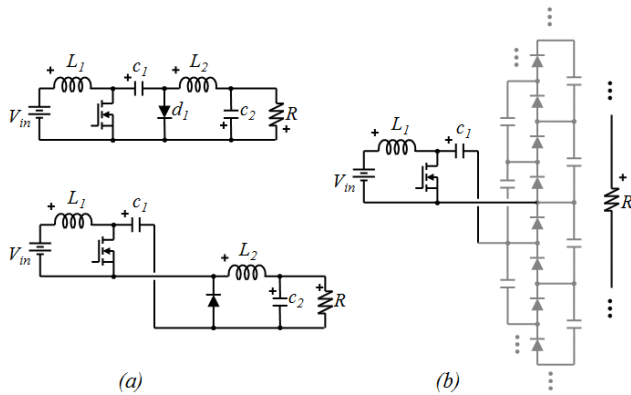 L1 c1 L2
Vin d1 c2 R
L1 c1
Vin L2
c2 R
(a)
L1 c1
Vin
R
(b)